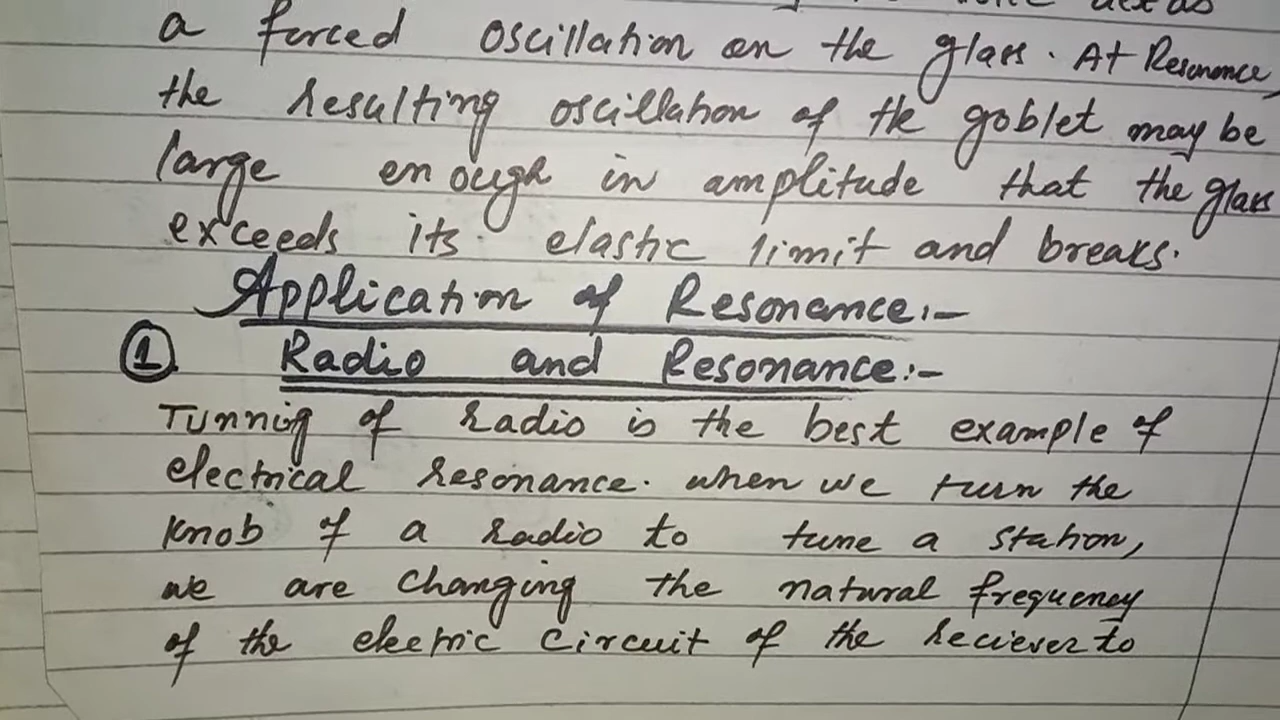 a forced oscillation on the glass. At Resonance,
the resulting oscillation of the goblet may be
large enough in amplitude that the glass
exceeds its elastic limit and breaks.
Application of Resonance:-
1 Radio and Resonance:-
Tunning of radio is the best example of
electrical resonance. when we turn the
knob of a radio to tune a station,
we are changing the natural frequency
of the electric circuit of the reciever to